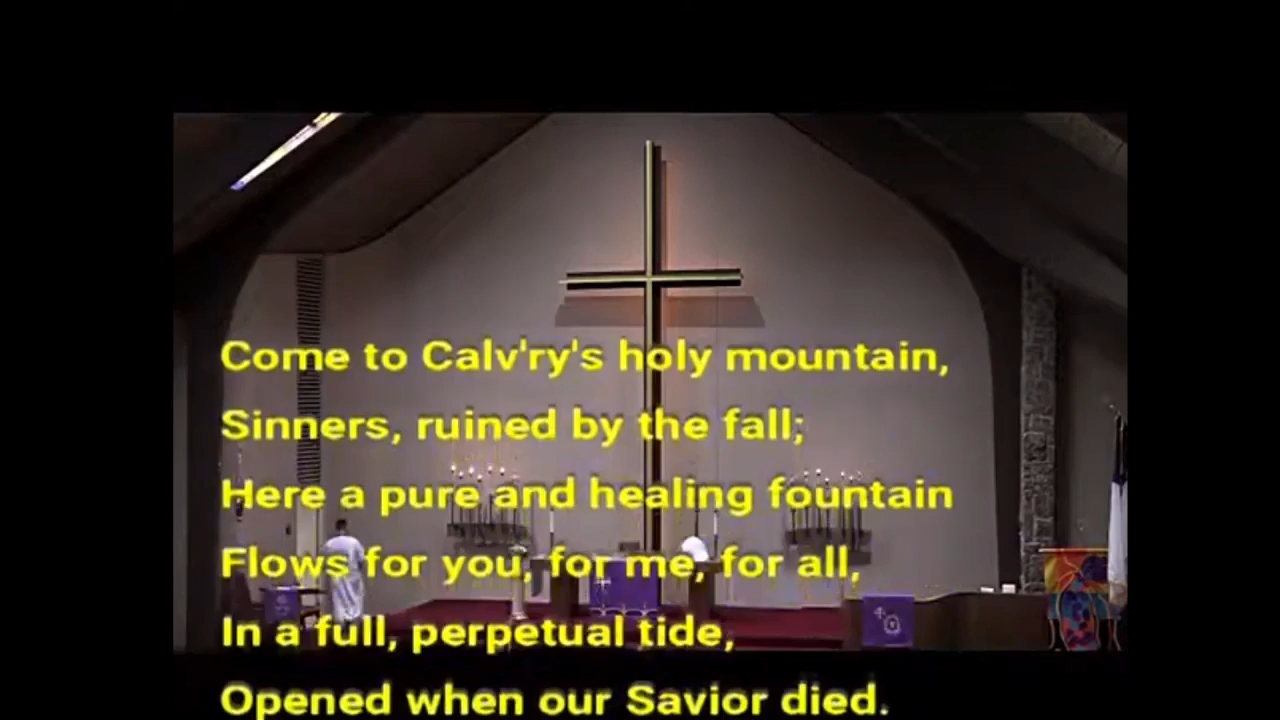 Come to Calv'ry's holy mountain,
Sinners, ruined by the fall;
Here a pure and healing fountain
Flows for you, for me, for all,
In a full, perpetual tide,
Opened when our Savior died.